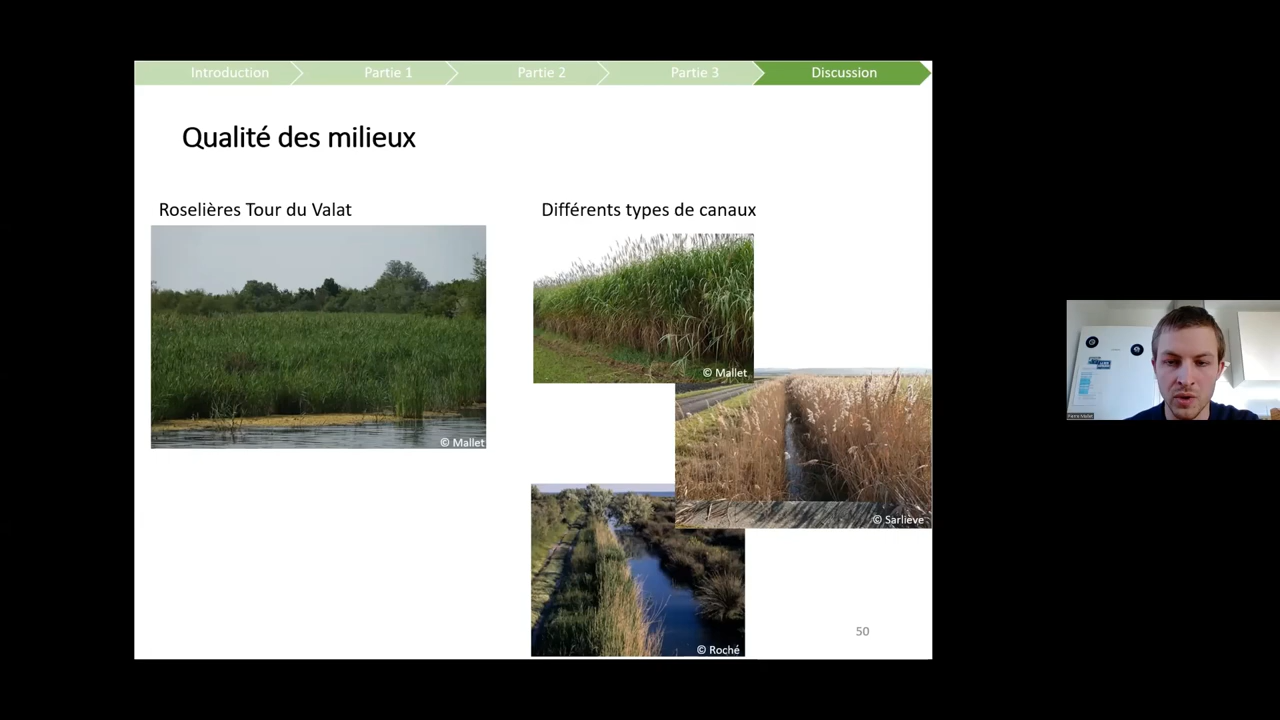 Introduction
Partie 1
Partie 2
Partie 3
Discussion
Qualité des milieux
Roselières Tour du Valat
Différents types de canaux
© Mallet
© Mallet
© Sarliève
© Roché
50